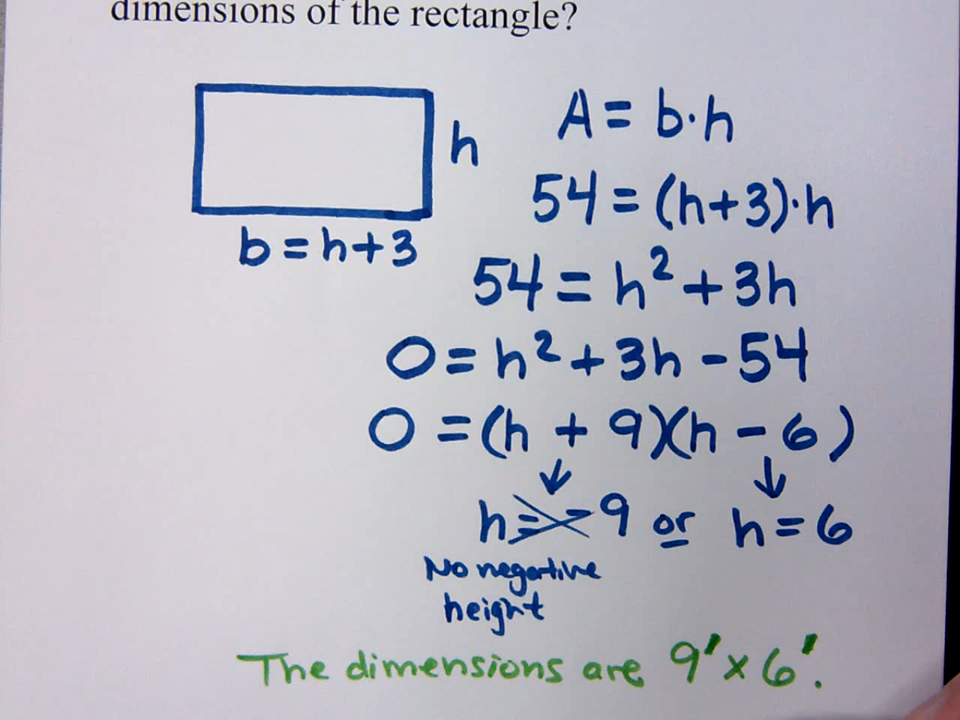 dimensions of the rectangle?
h
b = h + 3
A = b · h
54 = (h + 3) · h
54 = h² + 3h
0 = h² + 3h - 54
0 = (h + 9)(h - 6)
h = -9 or h = 6
No negative
height
The dimensions are 9' x 6'.